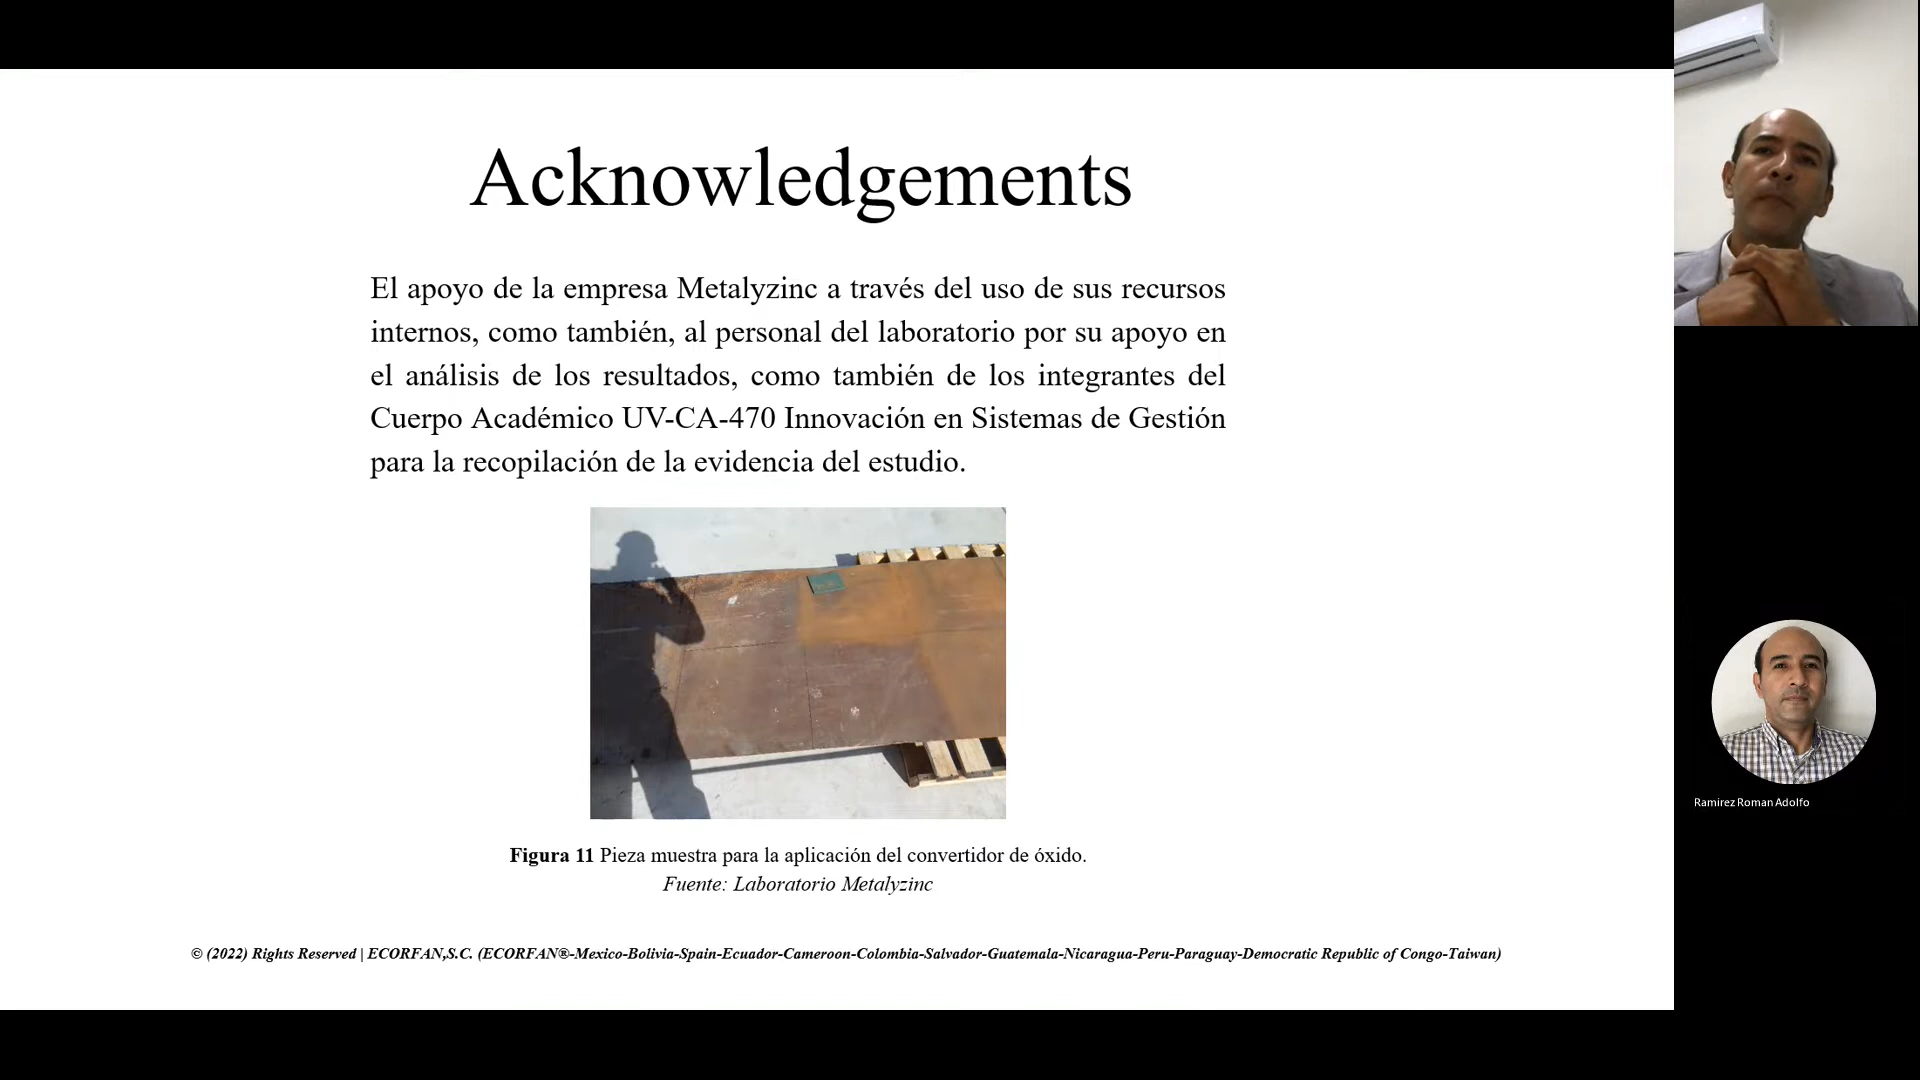 Acknowledgements
El apoyo de la empresa Metalyzinc a través del uso de sus recursos
internos, como también, al personal del laboratorio por su apoyo en
el análisis de los resultados, como también de los integrantes del
Cuerpo Académico UV-CA-470 Innovación en Sistemas de Gestión
para la recopilación de la evidencia del estudio.
Figura 11 Pieza muestra para la aplicación del convertidor de óxido.
Fuente: Laboratorio Metalyzinc
© (2022) Rights Reserved | ECORFAN,S.C. (ECORFAN®-Mexico-Bolivia-Spain-Ecuador-Cameroon-Colombia-Salvador-Guatemala-Nicaragua-Peru-Paraguay-Democratic Republic of Congo-Taiwan)
Ramirez Roman Adolfo